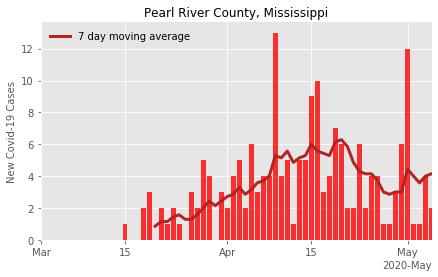 Pearl River County, Mississippi
7 day moving average
New Covid-19 Cases
12
10
8
6
4
2
0
Mar
15
Apr
15
May
2020-May